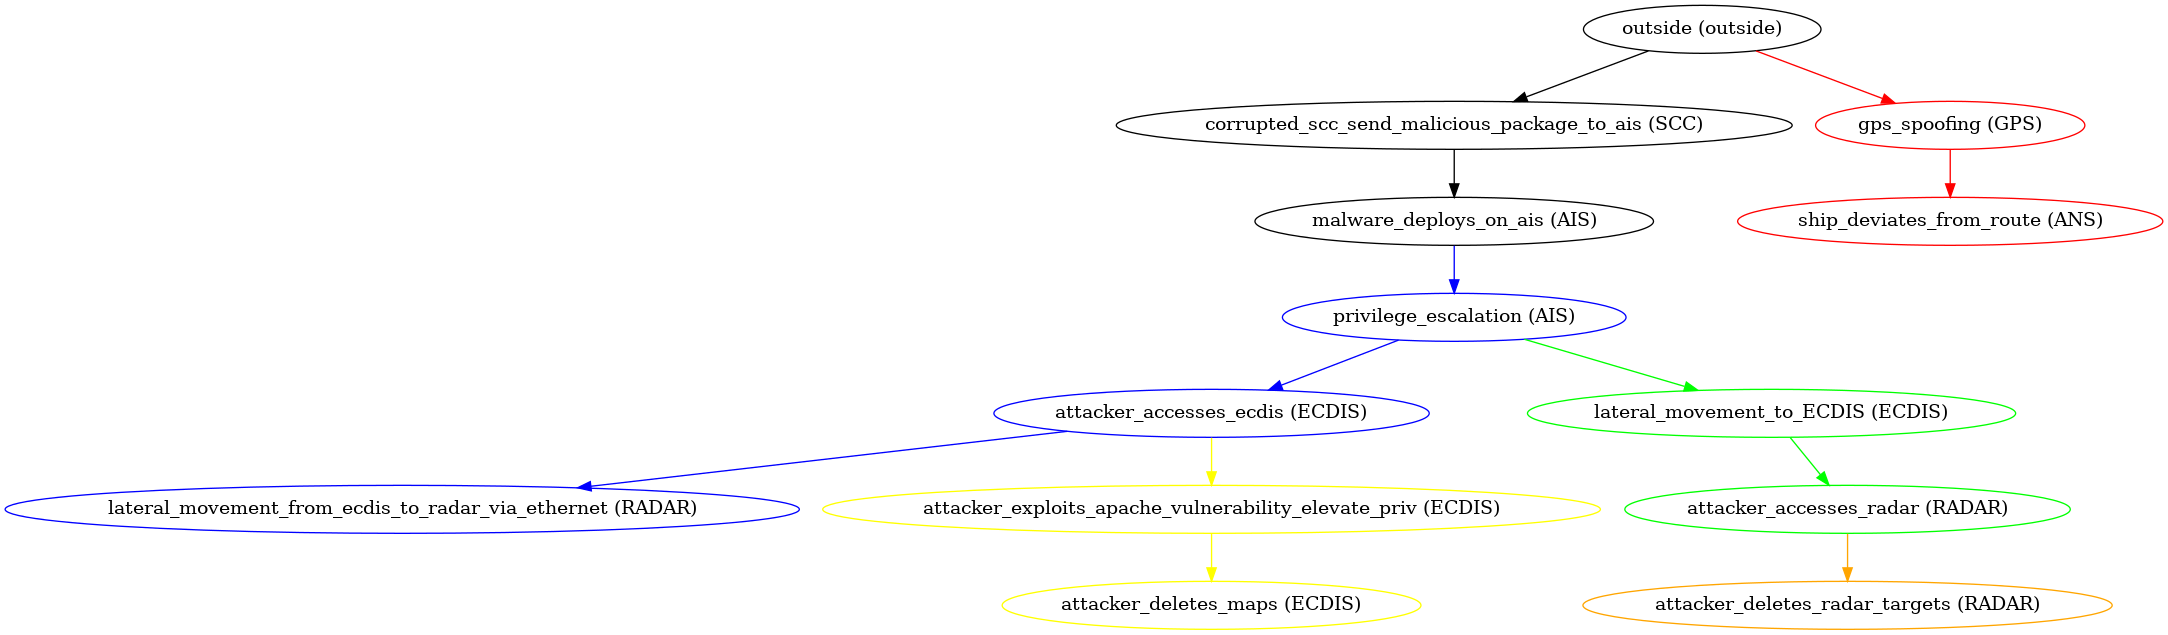 outside (outside)
corrupted_scc_send_malicious_package_to_ais (SCC)
gps_spoofing (GPS)
malware_deploys_on_ais (AIS)
ship_deviates_from_route (ANS)
privilege_escalation (AIS)
attacker_accesses_ecdis (ECDIS)
lateral_movement_to_ECDIS (ECDIS)
lateral_movement_from_ecdis_to_radar_via_ethernet (RADAR)
attacker_exploits_apache_vulnerability_elevate_priv (ECDIS)
attacker_accesses_radar (RADAR)
attacker_deletes_maps (ECDIS)
attacker_deletes_radar_targets (RADAR)